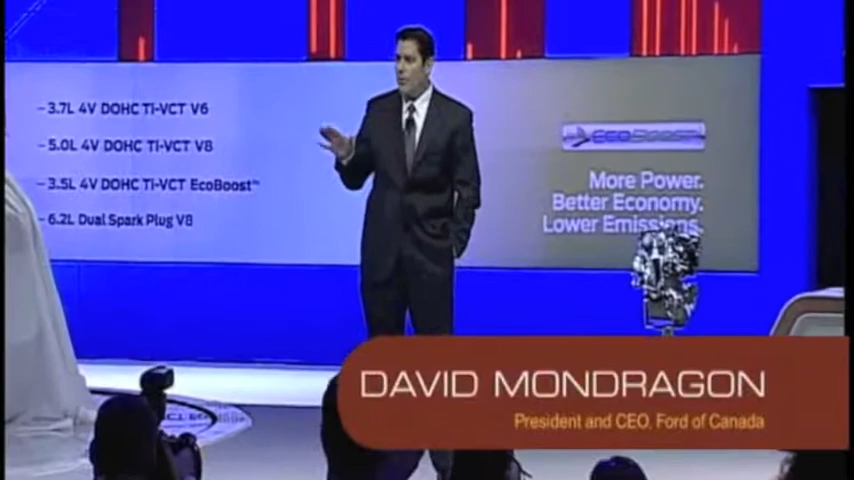 – 3.7L 4V DOHC Ti-VCT V6
– 5.0L 4V DOHC Ti-VCT V8
– 3.5L 4V DOHC Ti-VCT EcoBoost™
– 6.2L Dual Spark Plug V8
ECOBOOST
More Power.
Better Economy.
Lower Emissions.
DAVID MONDRAGON
President and CEO, Ford of Canada